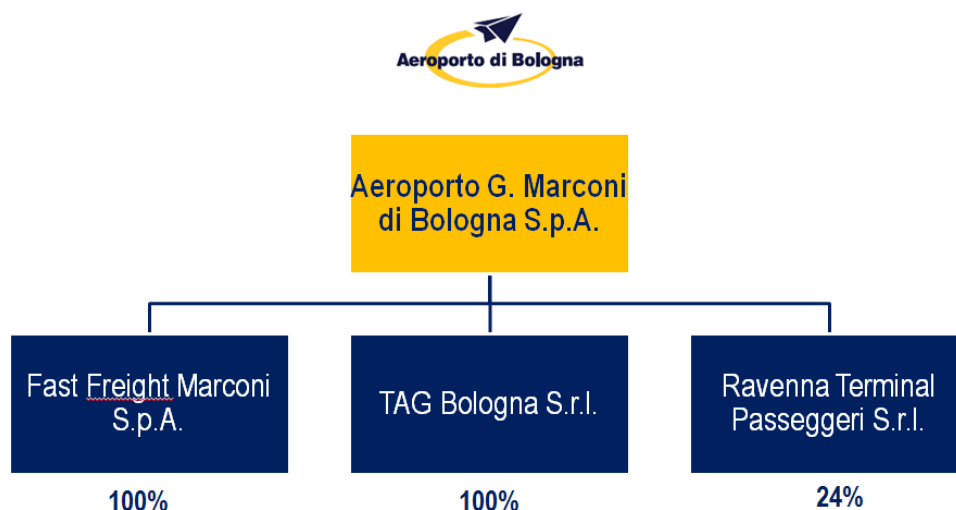 Aeroporto di Bologna
Aeroporto G. Marconi
di Bologna S.p.A.
Fast Freight Marconi
S.p.A.
TAG Bologna S.r.l.
Ravenna Terminal
Passeggeri S.r.l.
100%
100%
24%